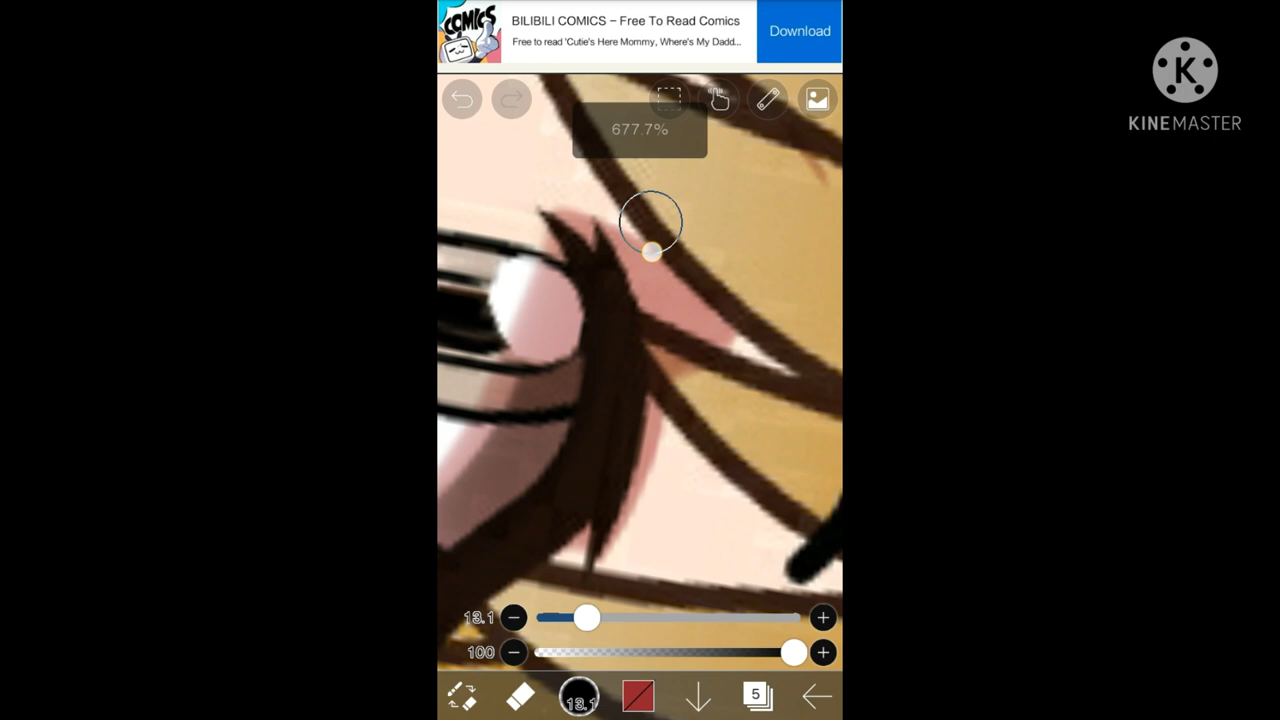 COMICS
BILIBILI COMICS – Free To Read Comics
Free to read 'Cutie's Here Mommy, Where's My Dadd...
Download
K
KINEMASTER
677.7%
13.1
100
13.1
5